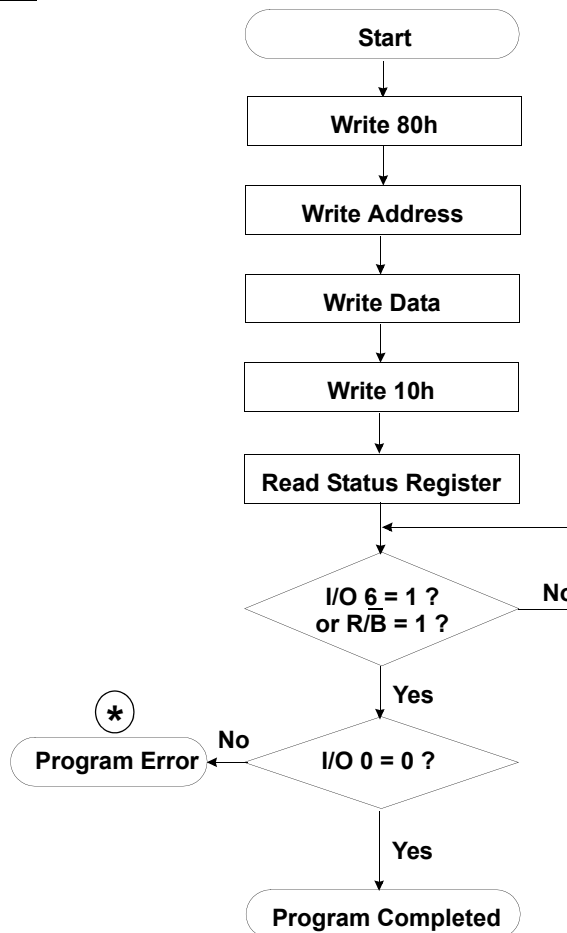 Start
Write 80h
Write Address
Write Data
Write 10h
Read Status Register
I/O 6 = 1 ?
or R/B̅ = 1 ?
No
Yes
*
Program Error
No
I/O 0 = 0 ?
Yes
Program Completed